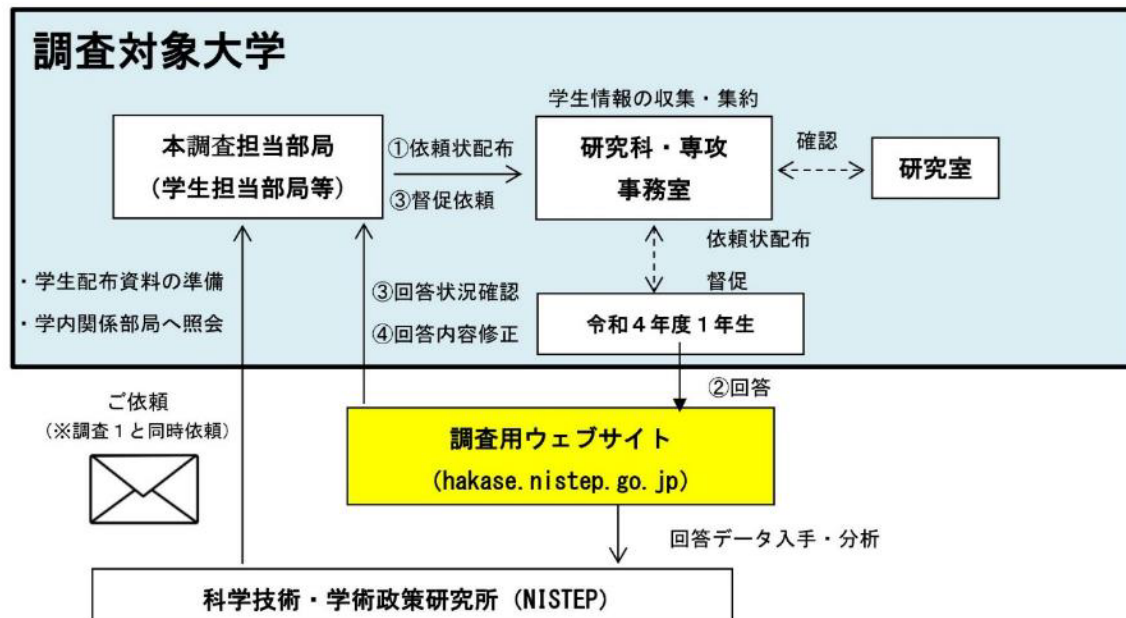 調査対象大学
学生情報の収集・集約
本調査担当部局
(学生担当部局等)
①依頼状配布
③督促依頼
研究科・専攻
事務室
確認
研究室
・学生配布資料の準備
・学内関係部局へ照会
③回答状況確認
④回答内容修正
依頼状配布
督促
令和４年度１年生
②回答
ご依頼
(※調査１と同時依頼)
調査用ウェブサイト
(hakase.nistep.go.jp)
回答データ入手・分析
科学技術・学術政策研究所 (NISTEP)